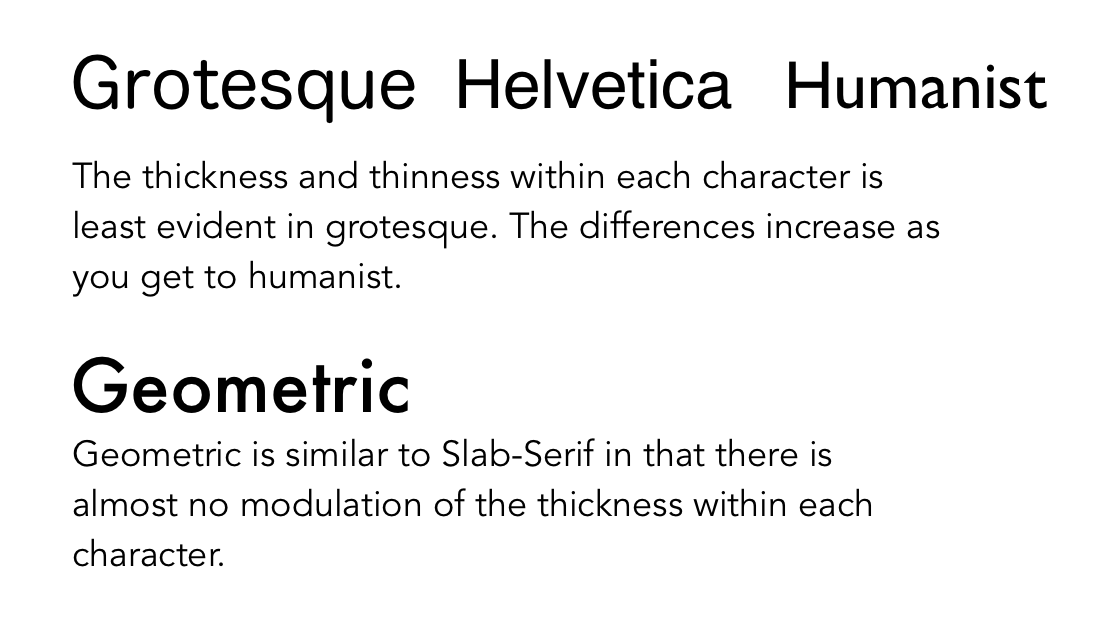 Grotesque Helvetica Humanist
The thickness and thinness within each character is
least evident in grotesque. The differences increase as
you get to humanist.
Geometric
Geometric is similar to Slab-Serif in that there is
almost no modulation of the thickness within each
character.